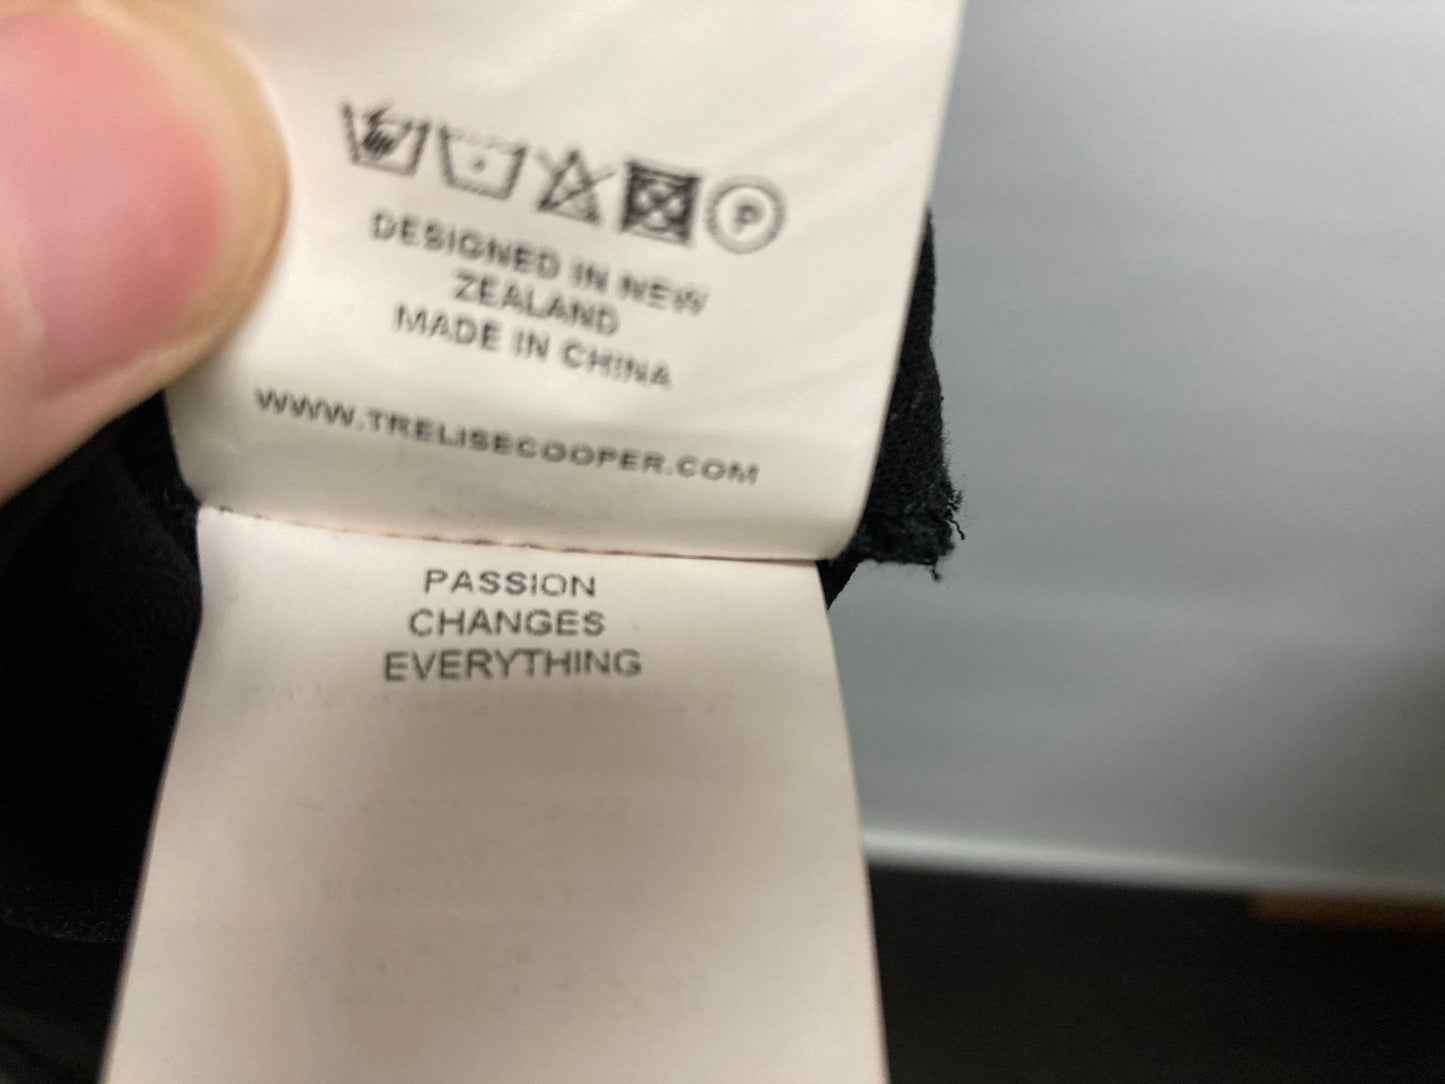 P
DESIGNED IN NEW
ZEALAND
MADE IN CHINA
WWW.TRELISECOOPER.COM
PASSION
CHANGES
EVERYTHING